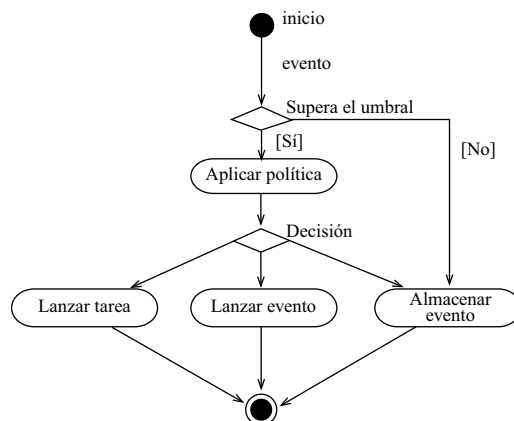 inicio
evento
Supera el umbral
[Sí]
[No]
Aplicar política
Decisión
Lanzar tarea
Lanzar evento
Almacenar
evento